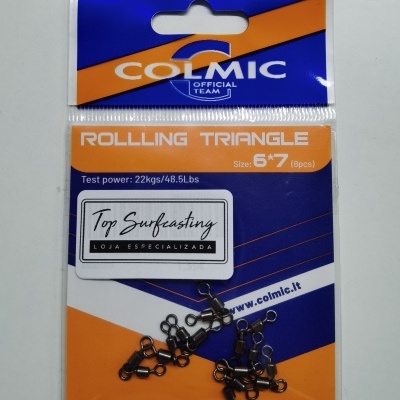 COLMIC
OFFICIAL
TEAM
ROLLLING TRIANGLE
Size: 6*7 (8pcs)
Test power: 22kgs/48.5Lbs
Top Surfcasting
LOJA ESPECIALIZADA
www.colmic.it